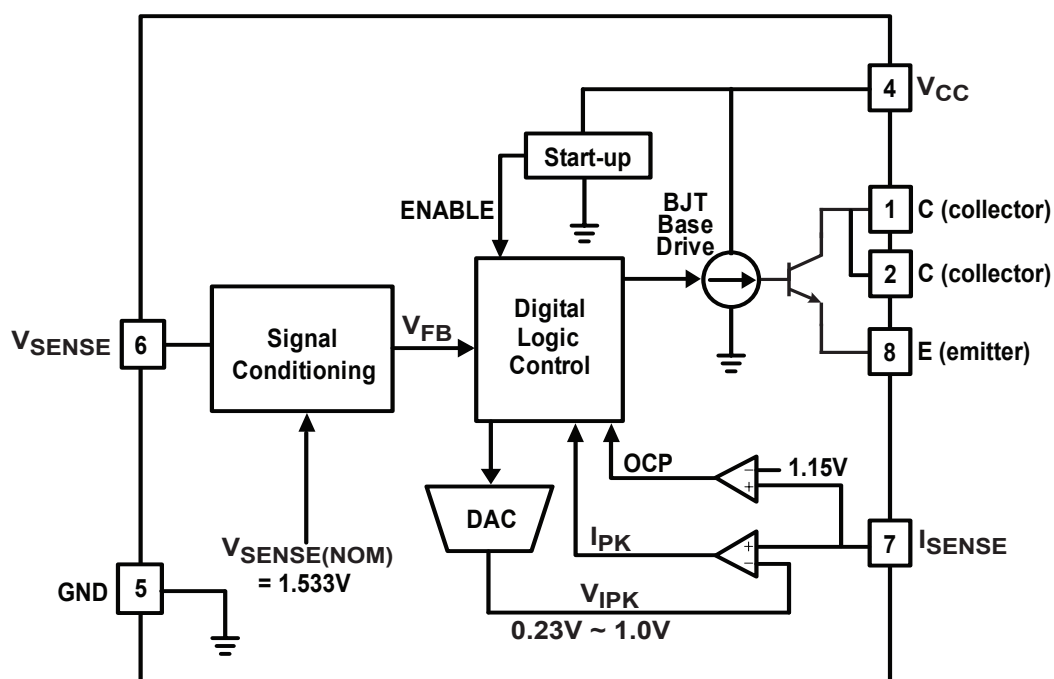 4
VCC
Start-up
ENABLE
BJT
Base
Drive
1
C (collector)
2
C (collector)
VSENSE
6
Signal
Conditioning
VFB
Digital
Logic
Control
8
E (emitter)
OCP
−
+
1.15V
DAC
IPK
+
−
7
ISENSE
VSENSE(NOM)
= 1.533V
GND
5
VIPK
0.23V ~ 1.0V